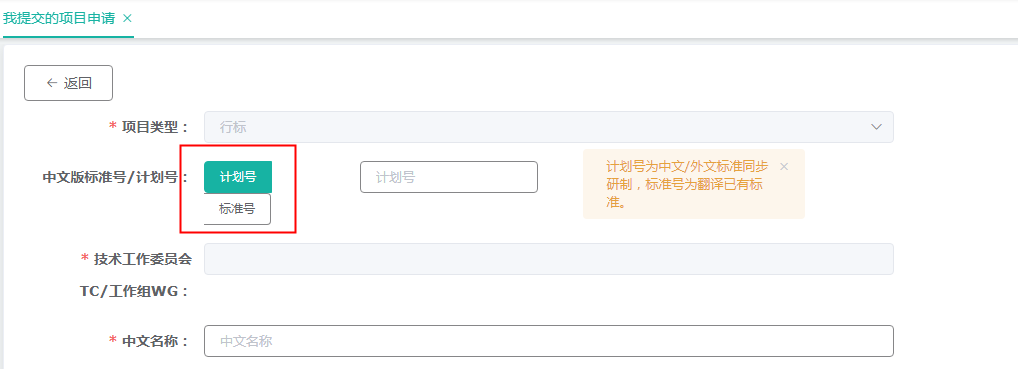 我提交的项目申请 ×
← 返回
* 项目类型：
行标
中文版标准号/计划号：
计划号
标准号
计划号
计划号为中文/外文标准同步
研制，标准号为翻译已有标
准。
×
* 技术工作委员会
TC/工作组WG：
* 中文名称：
中文名称